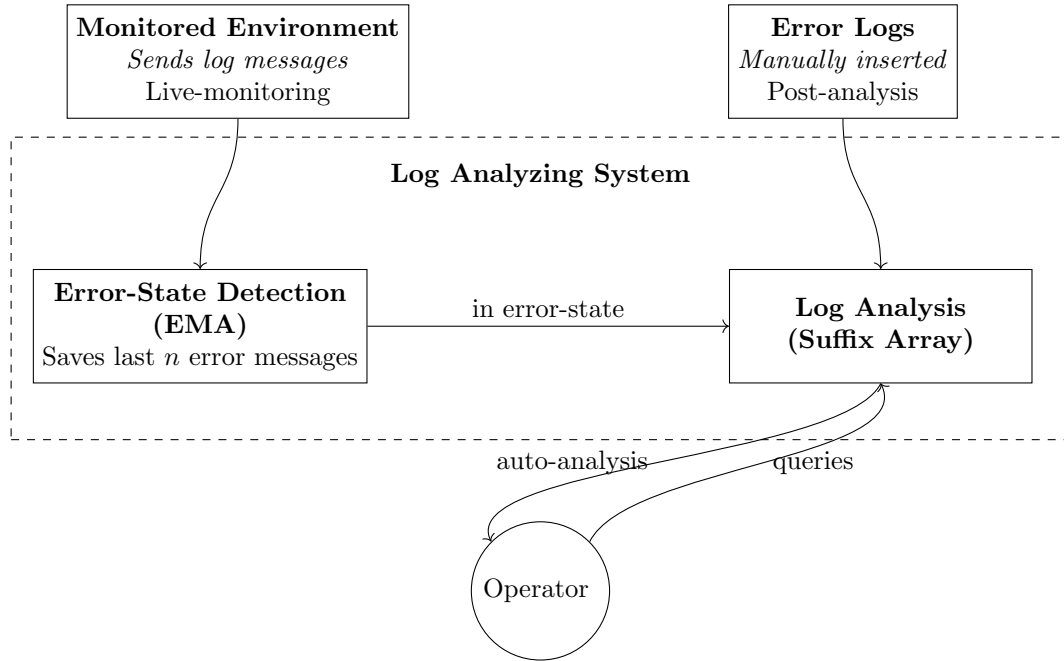 Monitored Environment
Sends log messages
Live-monitoring
Error Logs
Manually inserted
Post-analysis
Log Analyzing System
Error-State Detection
(EMA)
Saves last n error messages
in error-state
Log Analysis
(Suffix Array)
auto-analysis
queries
Operator